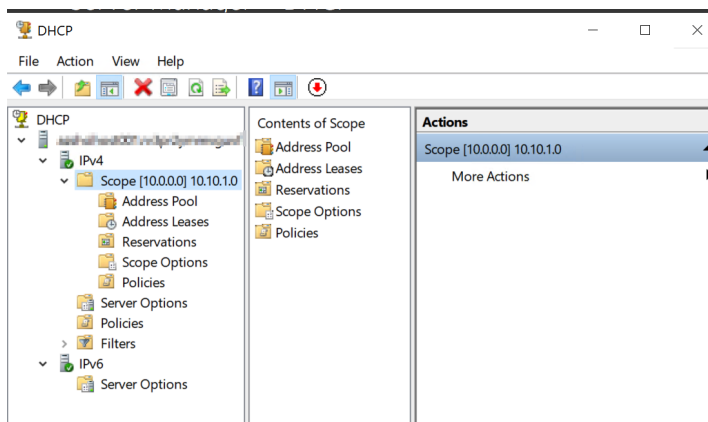 DHCP
File Action View Help
DHCP
IPv4
Scope [10.0.0.0] 10.10.1.0
Address Pool
Address Leases
Reservations
Scope Options
Policies
Server Options
Policies
Filters
IPv6
Server Options
Contents of Scope
Address Pool
Address Leases
Reservations
Scope Options
Policies
Actions
Scope [10.0.0.0] 10.10.1.0
More Actions